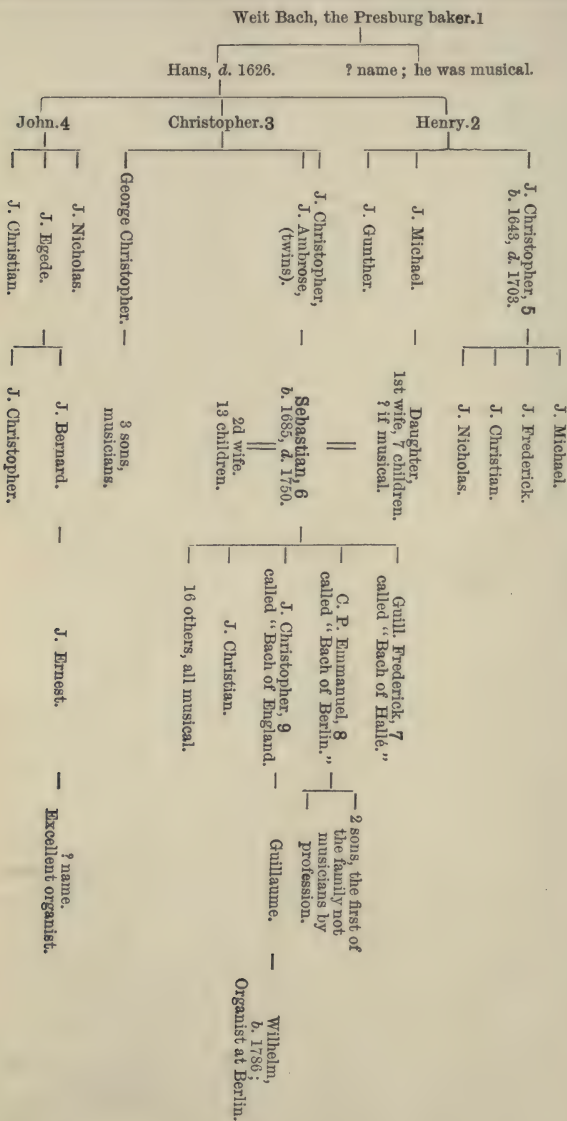 Weit Bach, the Presburg baker.1
Hans, d. 1626.
? name; he was musical.
John.4
Christopher.3
Henry.2
J. Nicholas.
J. Egede.
J. Christian.
George Christopher.
J. Christopher,
J. Ambrose,
(twins).
J. Michael.
J. Gunther.
J. Christopher, 5
b. 1643, d. 1703.
J. Bernard.
J. Christopher.
3 sons,
musicians.
Sebastian, 6
b. 1685, d. 1750.
2d wife.
13 children.
Daughter,
1st wife, 7 children.
? if musical.
J. Michael.
J. Frederick.
J. Christian.
J. Nicholas.
J. Ernest.
Guill. Frederick, 7
called "Bach of Hallé."
C. P. Emmanuel, 8
called "Bach of Berlin."
J. Christopher, 9
called "Bach of England.
J. Christian.
16 others, all musical.
? name.
Excellent organist.
2 sons, the first of
the family not
musicians by
profession.
Guillaume.
Wilhelm,
b. 1786;
Organist at Berlin.